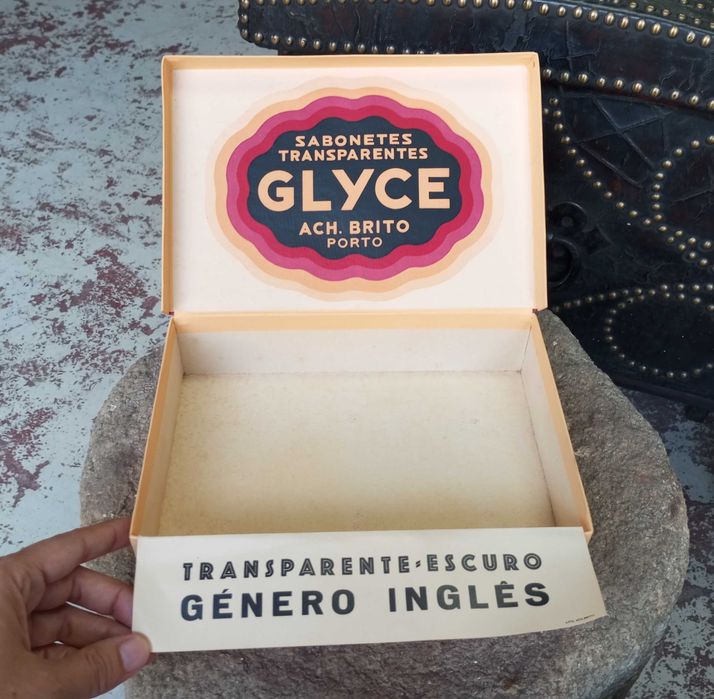 SABONETES
TRANSPARENTES
GLYCE
ACH. BRITO
PORTO
TRANSPARENTE-ESCURO
GÉNERO INGLÊS